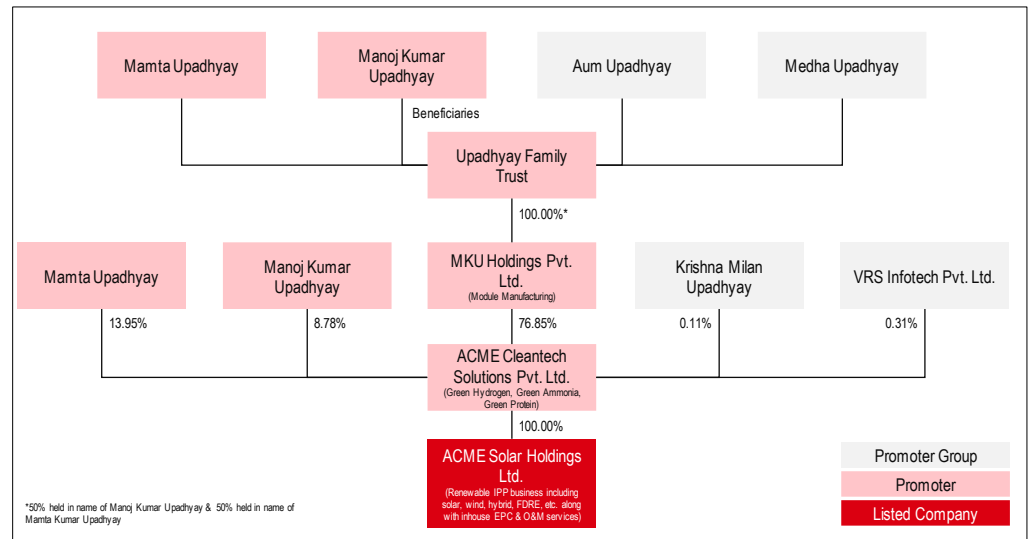 Mamta Upadhyay
Manoj Kumar
Upadhyay
Aum Upadhyay
Medha Upadhyay
Beneficiaries
Upadhyay Family
Trust
100.00%*
Mamta Upadhyay
Manoj Kumar
Upadhyay
MKU Holdings Pvt.
Ltd.
(Module Manufacturing)
Krishna Milan
Upadhyay
VRS Infotech Pvt. Ltd.
13.95%
8.78%
76.85%
0.11%
0.31%
ACME Cleantech
Solutions Pvt. Ltd.
(Green Hydrogen, Green Ammonia,
Green Protein)
100.00%
ACME Solar Holdings
Ltd.
(Renewable IPP business including
solar, wind, hybrid, FDRE, etc. along
with inhouse EPC & O&M services)
Promoter Group
Promoter
Listed Company
*50% held in name of Manoj Kumar Upadhyay & 50% held in name of
Mamta Kumar Upadhyay